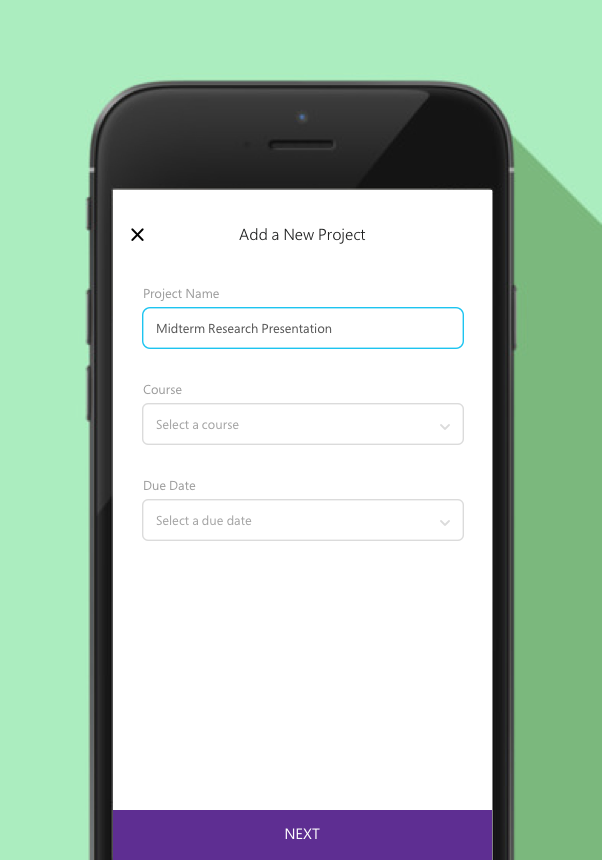 Add a New Project
Project Name
Midterm Research Presentation
Course
Select a course
Due Date
Select a due date
NEXT